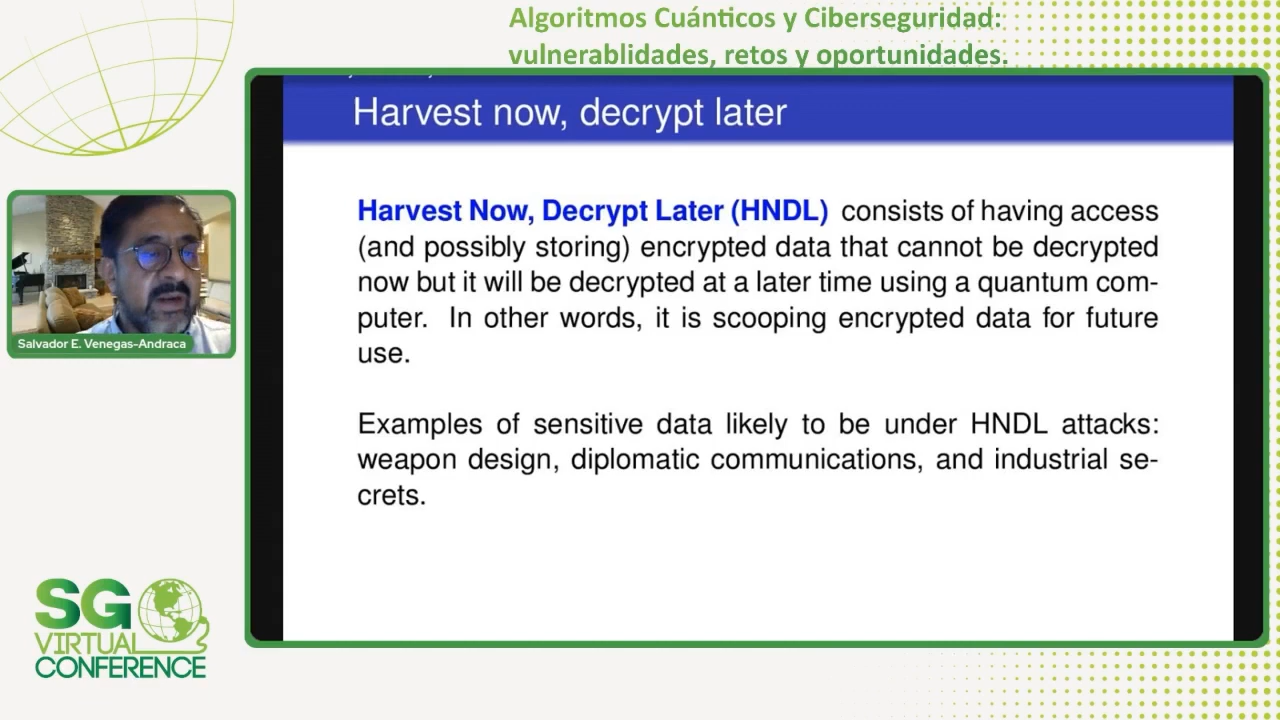 Algoritmos Cuánticos y Ciberseguridad:
vulnerablidades, retos y oportunidades.
Harvest now, decrypt later
Harvest Now, Decrypt Later (HNDL) consists of having access
(and possibly storing) encrypted data that cannot be decrypted
now but it will be decrypted at a later time using a quantum com-
puter. In other words, it is scooping encrypted data for future
use.
Examples of sensitive data likely to be under HNDL attacks:
weapon design, diplomatic communications, and industrial se-
crets.
Salvador E. Venegas-Andraca
SG
VIRTUAL
CONFERENCE